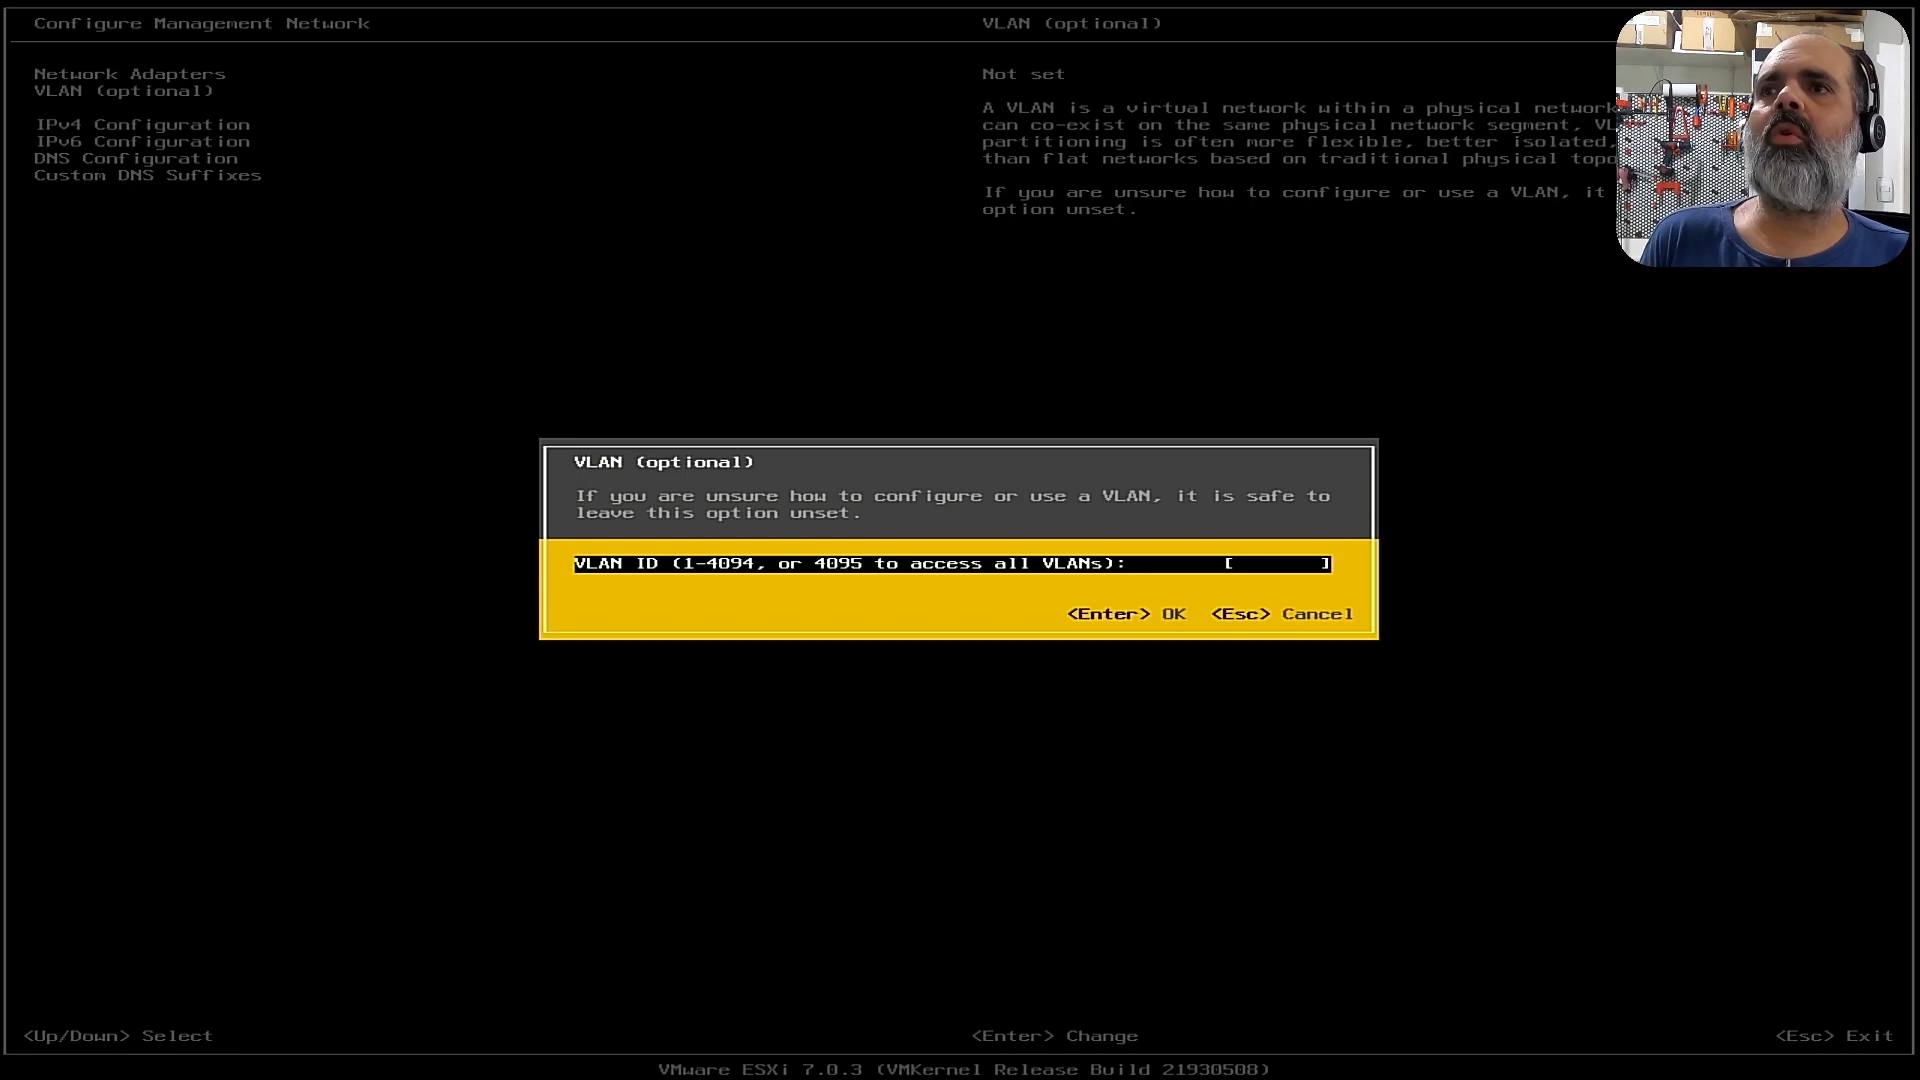 Configure Management Network
VLAN (optional)
Network Adapters
VLAN (optional)
IPv4 Configuration
IPv6 Configuration
DNS Configuration
Custom DNS Suffixes
Not set
A VLAN is a virtual network within a physical network
can co-exist on the same physical network segment,
partitioning is often more flexible, better isolated,
than flat networks based on traditional physical
If you are unsure how to configure or use a VLAN, it
option unset.
VLAN (optional)
If you are unsure how to configure or use a VLAN, it is safe to
leave this option unset.
VLAN ID (1-4094, or 4095 to access all VLANs): [ ]
<Enter> OK <Esc> Cancel
<Up/Down> Select
<Enter> Change
<Esc> Exit
VMware ESXi 7.0.3 (VMKernel Release Build 21930508)